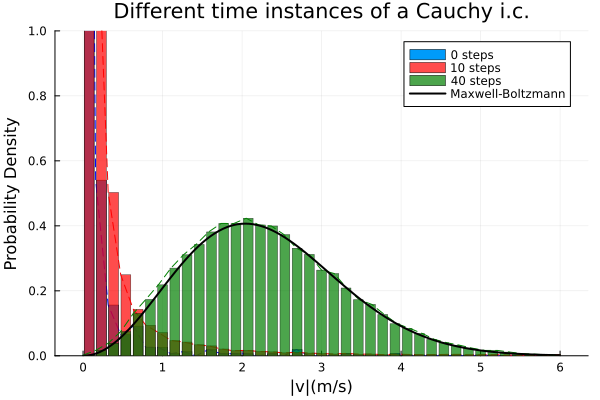 Different time instances of a Cauchy i.c.
1.0
0.8
0.6
0.4
0.2
0.0
Probability Density
0 steps
10 steps
40 steps
Maxwell-Boltzmann
0 1 2 3 4 5 6
|v|(m/s)